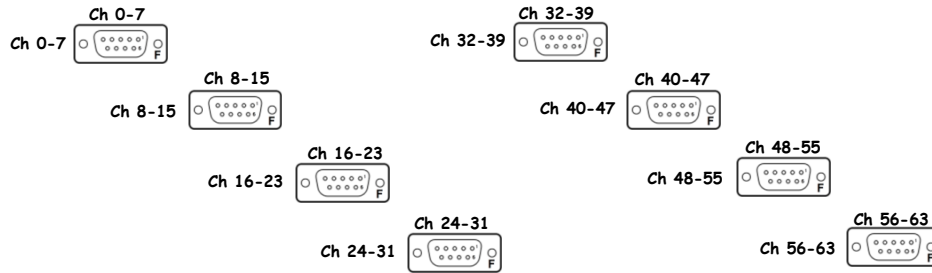 Ch 0-7
Ch 0-7
F
Ch 8-15
Ch 8-15
F
Ch 16-23
Ch 16-23
F
Ch 24-31
Ch 24-31
F
Ch 32-39
Ch 32-39
F
Ch 40-47
Ch 40-47
F
Ch 48-55
Ch 48-55
F
Ch 56-63
Ch 56-63
F